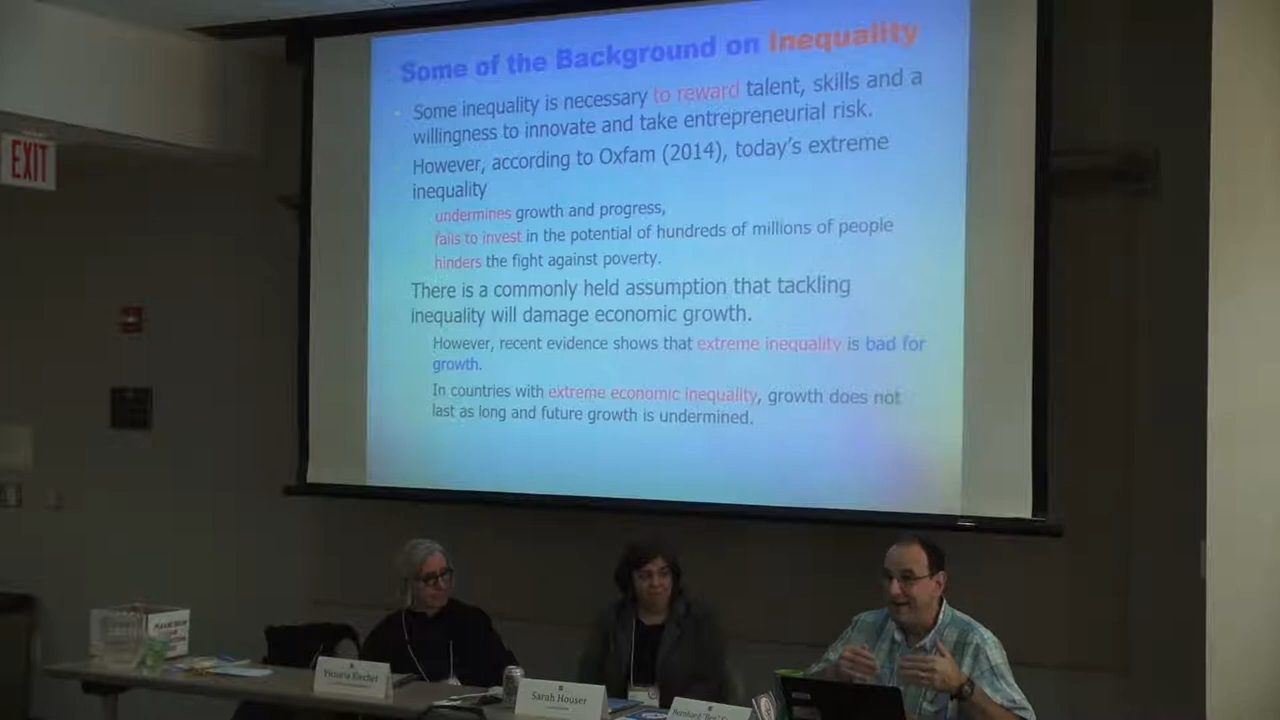 Some of the Background on Inequality
Some inequality is necessary to reward talent, skills and a
willingness to innovate and take entrepreneurial risk.
However, according to Oxfam (2014), today's extreme
inequality
undermines growth and progress,
fails to invest in the potential of hundreds of millions of people
hinders the fight against poverty.
There is a commonly held assumption that tackling
inequality will damage economic growth.
However, recent evidence shows that extreme inequality is bad for
growth.
In countries with extreme economic inequality, growth does not
last as long and future growth is undermined.
EXIT
Victoria
Sarah Houser